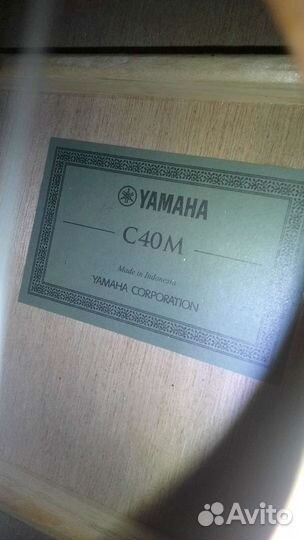 YAMAHA
C40M
Made in Indonesia
YAMAHA CORPORATION
Avito